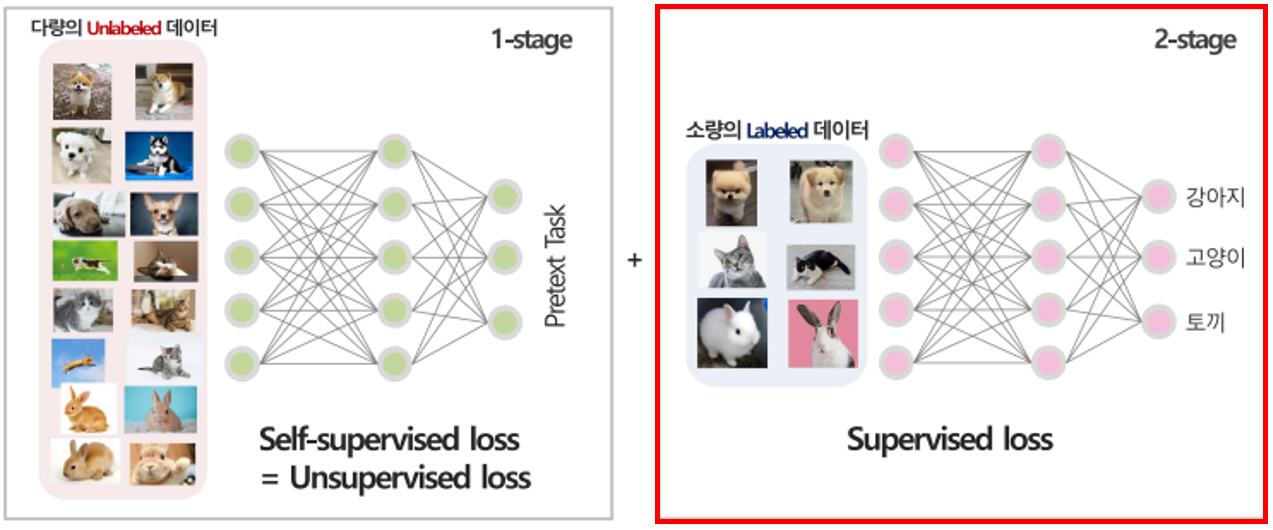 다량의 Unlabeled 데이터
1-stage
Pretext Task
Self-supervised loss
= Unsupervised loss
+
2-stage
소량의 Labeled 데이터
강아지
고양이
토끼
Supervised loss